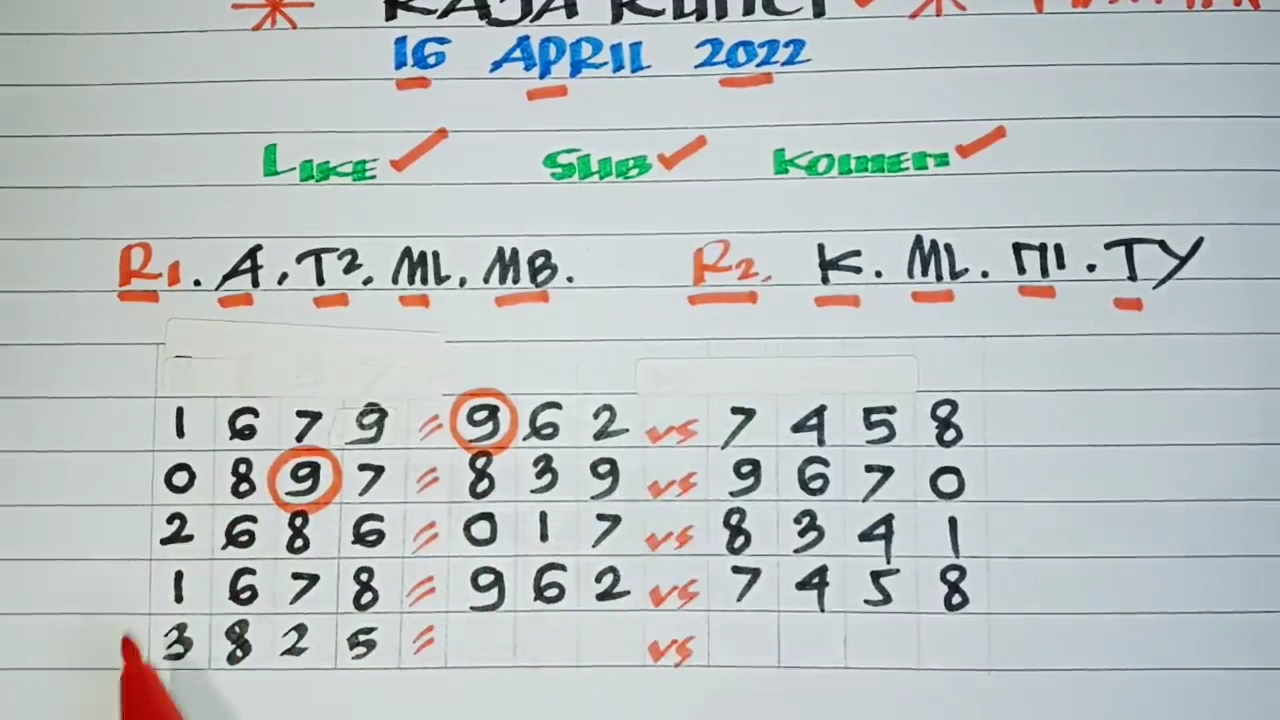 RAJA KUNCI
16 APRIL 2022
LIKE ✓ SUB ✓ KOMEN ✓
R1. A. T2. ML. MB. R2. K. ML. M1. TY
1 6 7 9 = 9 6 2 vs 7 4 5 8
0 8 9 7 = 8 3 9 vs 9 6 7 0
2 6 8 6 = 0 1 7 vs 8 3 4 1
1 6 7 8 = 9 6 2 vs 7 4 5 8
3 8 2 5 = vs